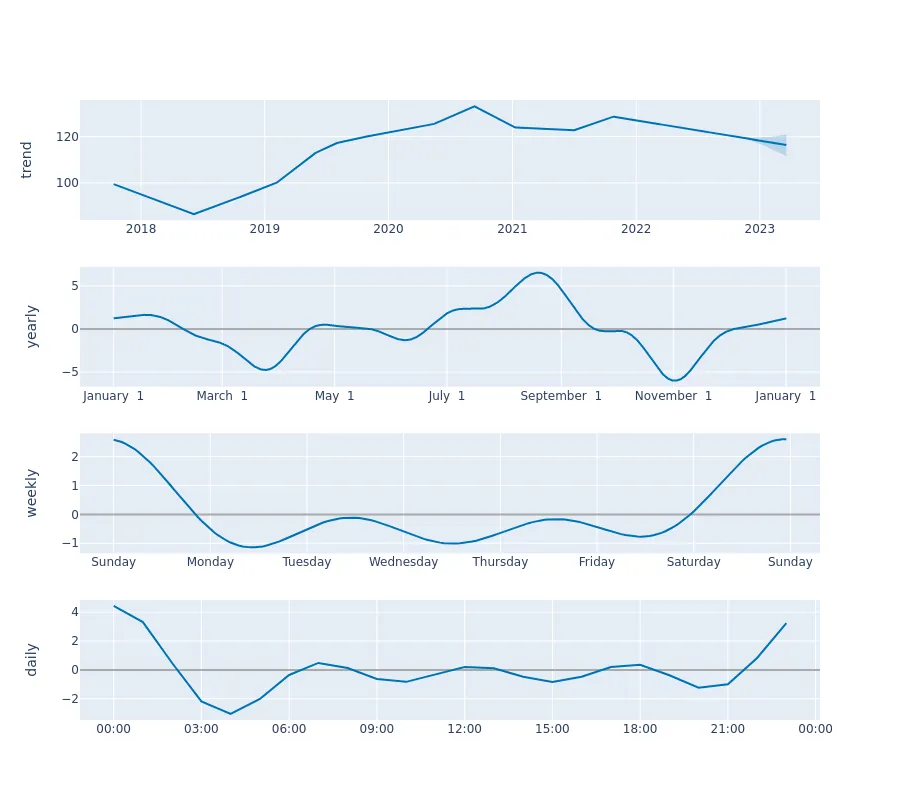 trend
120
100
2018 2019 2020 2021 2022 2023
yearly
5
0
−5
January 1 March 1 May 1 July 1 September 1 November 1 January 1
weekly
2
1
0
−1
Sunday Monday Tuesday Wednesday Thursday Friday Saturday Sunday
daily
4
2
0
−2
00:00 03:00 06:00 09:00 12:00 15:00 18:00 21:00 00:00